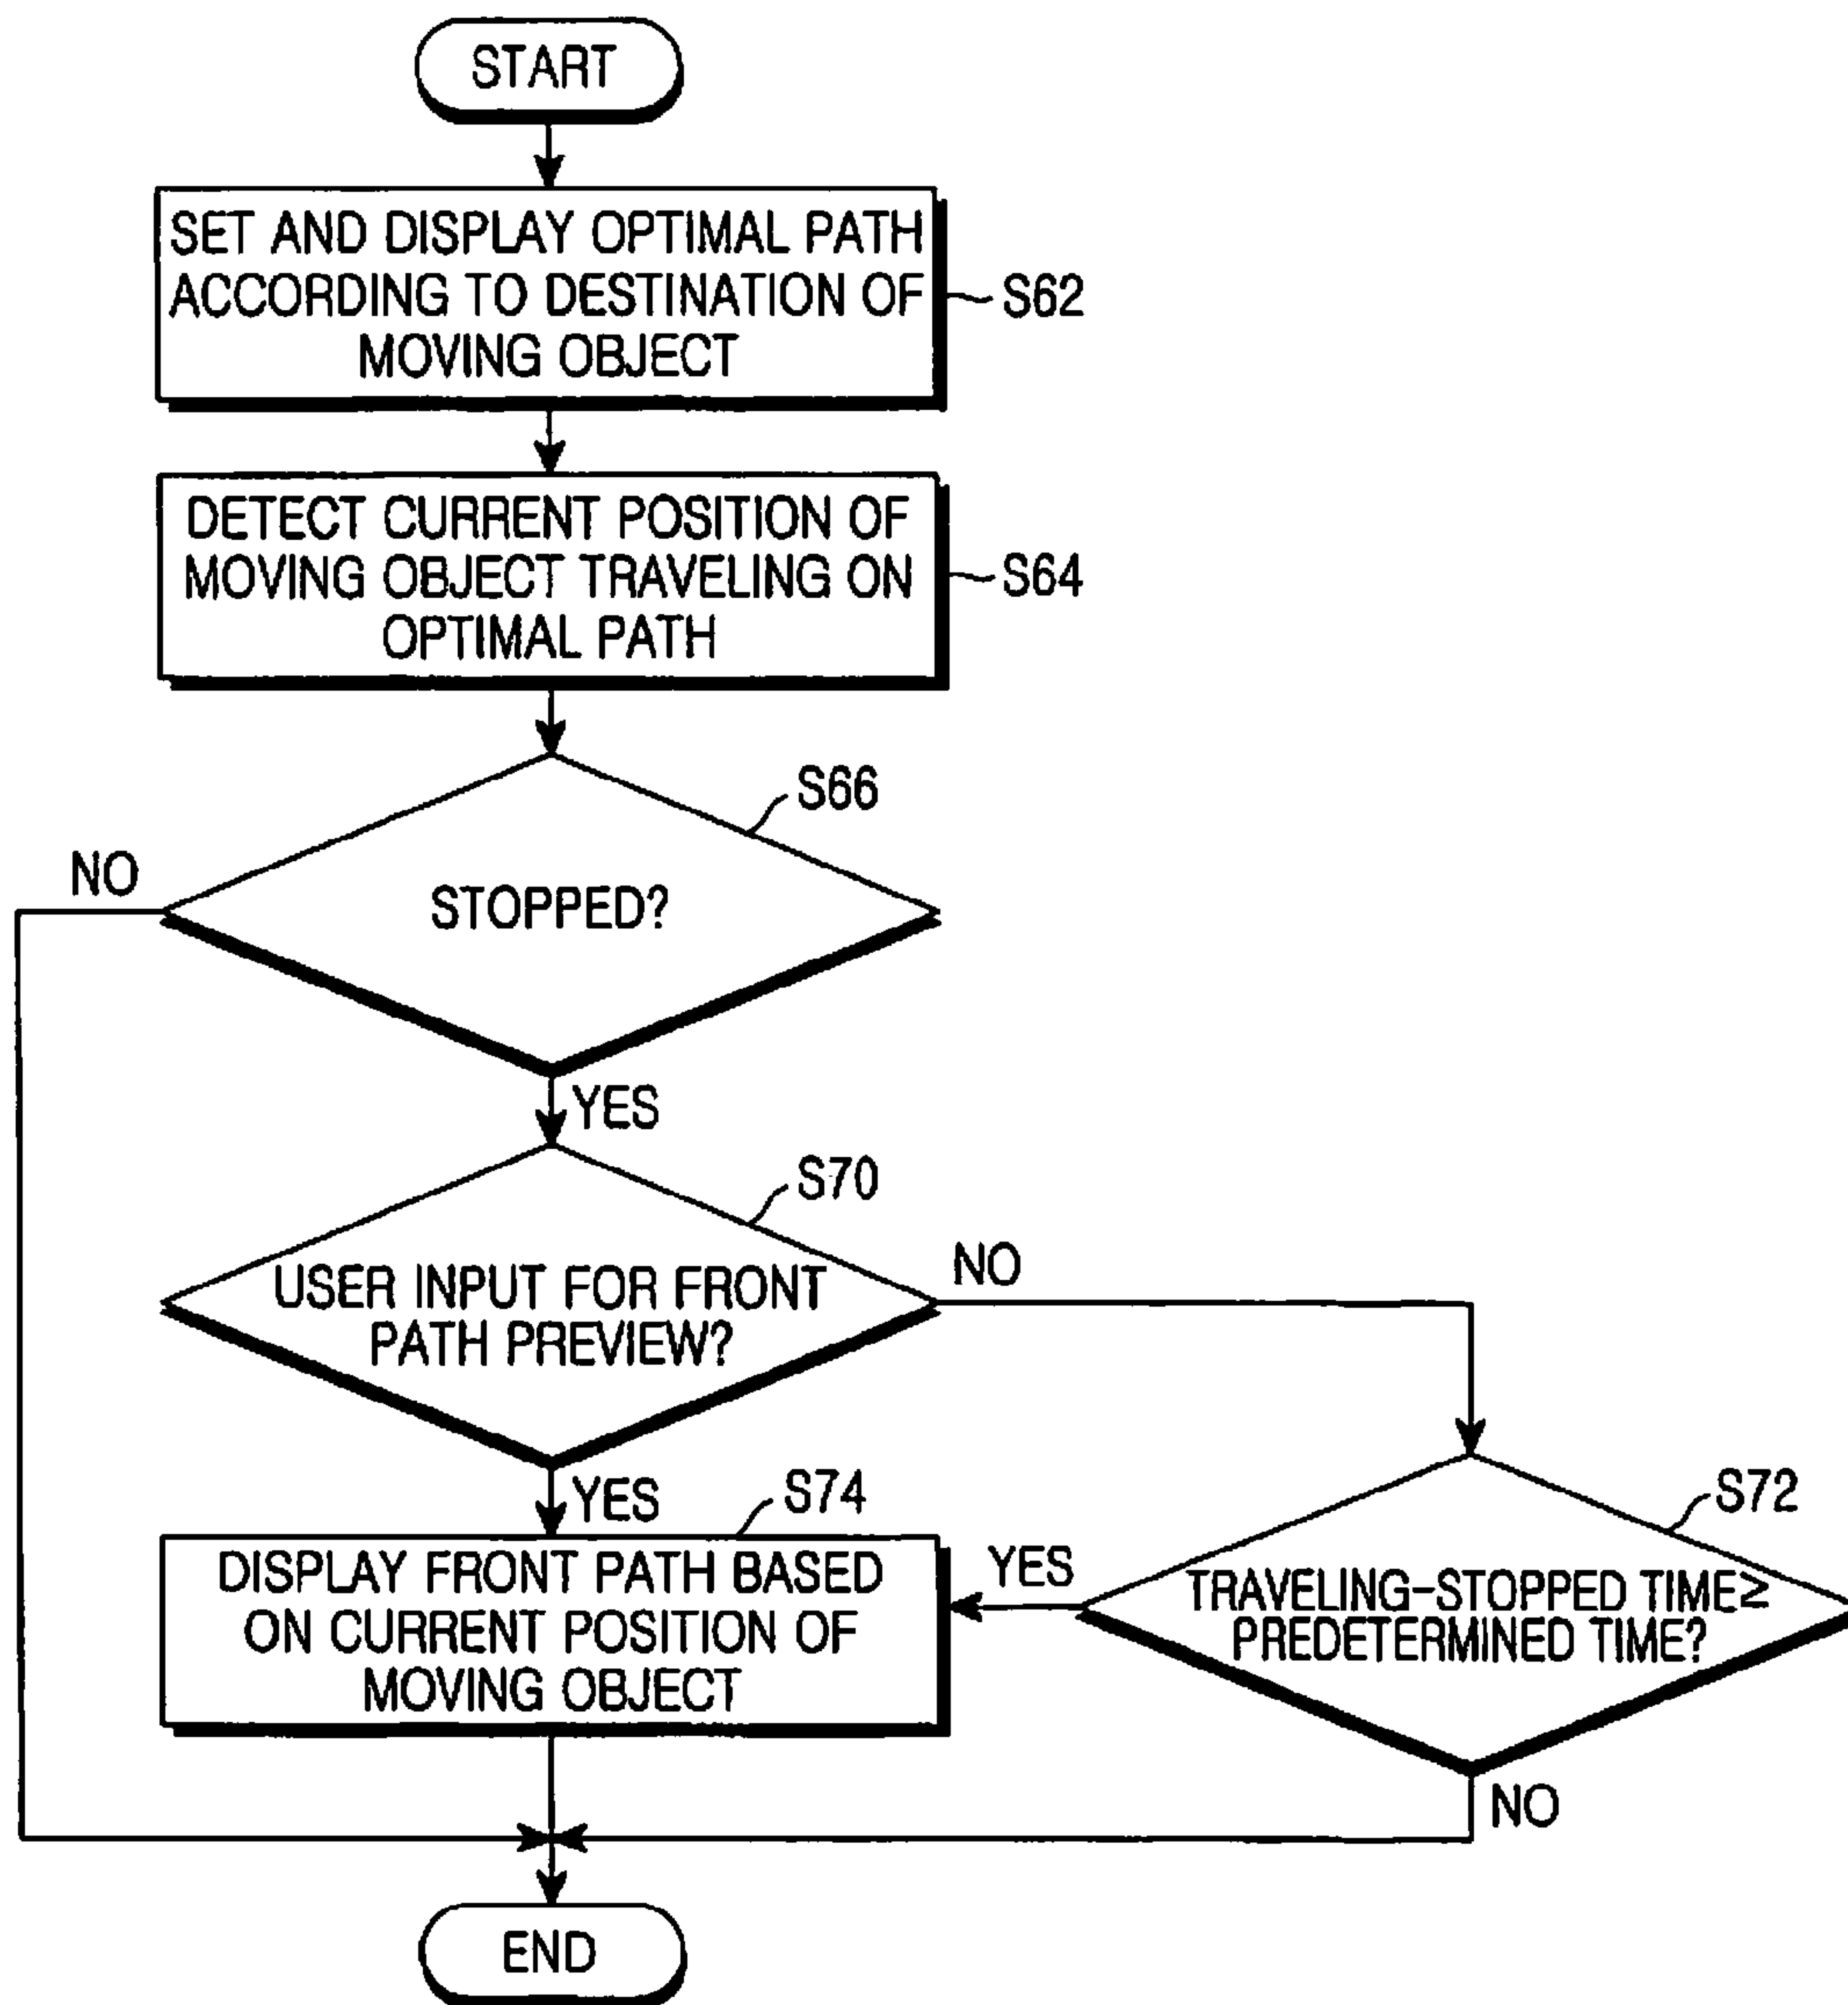 START
SET AND DISPLAY OPTIMAL PATH
ACCORDING TO DESTINATION OF
MOVING OBJECT
S62
DETECT CURRENT POSITION OF
MOVING OBJECT TRAVELING ON
OPTIMAL PATH
S64
S66
NO
STOPPED?
YES
S70
USER INPUT FOR FRONT
PATH PREVIEW?
NO
YES
S74
S72
DISPLAY FRONT PATH BASED
ON CURRENT POSITION OF
MOVING OBJECT
YES
TRAVELING-STOPPED TIME≥
PREDETERMINED TIME?
NO
END